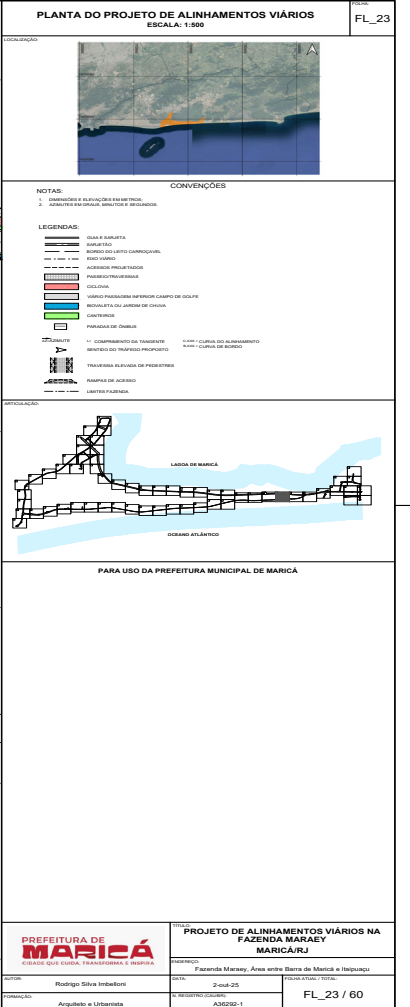 PLANTA DO PROJETO DE ALINHAMENTOS VIÁRIOS
ESCALA: 1:500
FOLHA:
FL_23
LOCALIZAÇÃO:
CONVENÇÕES
NOTAS:
1. DIMENSÕES E ELEVAÇÕES EM METROS;
2. AZIMUTES EM GRAUS, MINUTOS E SEGUNDOS.
LEGENDAS:
GUIA E SARJETA
SARJETÃO
BORDO DO LEITO CARROÇAVEL
EIXO VIÁRIO
ACESSOS PROJETADOS
PASSEIO/TRAVESSIAS
CICLOVIA
VIÁRIO PASSAGEM INFERIOR CAMPO DE GOLFE
BIOVALETA OU JARDIM DE CHUVA
CANTEIROS
PARADAS DE ÔNIBUS
AZ=AZIMUTE
L= COMPRIMENTO DA TANGENTE
= CURVA DO ALINHAMENTO
= CURVA DE BORDO
SENTIDO DO TRÁFEGO PROPOSTO
TRAVESSIA ELEVADA DE PEDESTRES
RAMPAS DE ACESSO
LIMITES FAZENDA
ARTICULAÇÃO:
LAGOA DE MARICÁ
OCEANO ATLÂNTICO
PARA USO DA PREFEITURA MUNICIPAL DE MARICÁ
PREFEITURA DE
MARICÁ
CIDADE QUE CUIDA, TRANSFORMA E INSPIRA
TÍTULO:
PROJETO DE ALINHAMENTOS VIÁRIOS NA
FAZENDA MARAEY
MARICÁ/RJ
ENDEREÇO:
Fazenda Maraey, Área entre Barra de Maricá e Itaipuaçu
AUTOR:
Rodrigo Silva Imbelloni
DATA:
2-out-25
FOLHA ATUAL / TOTAL:
FL_23 / 60
FORMAÇÃO:
Arquiteto e Urbanista
N. REGISTRO (CAU/BR):
A36292-1